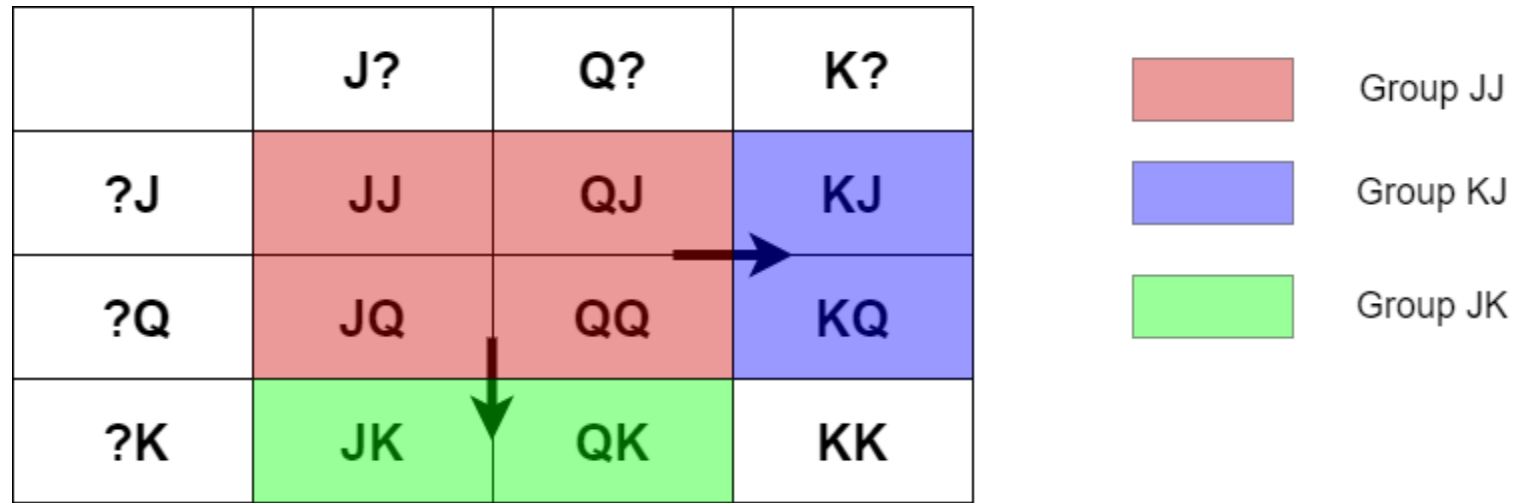 J? Q? K?
?J JJ QJ KJ
?Q JQ QQ KQ
?K JK QK KK
Group JJ
Group KJ
Group JK